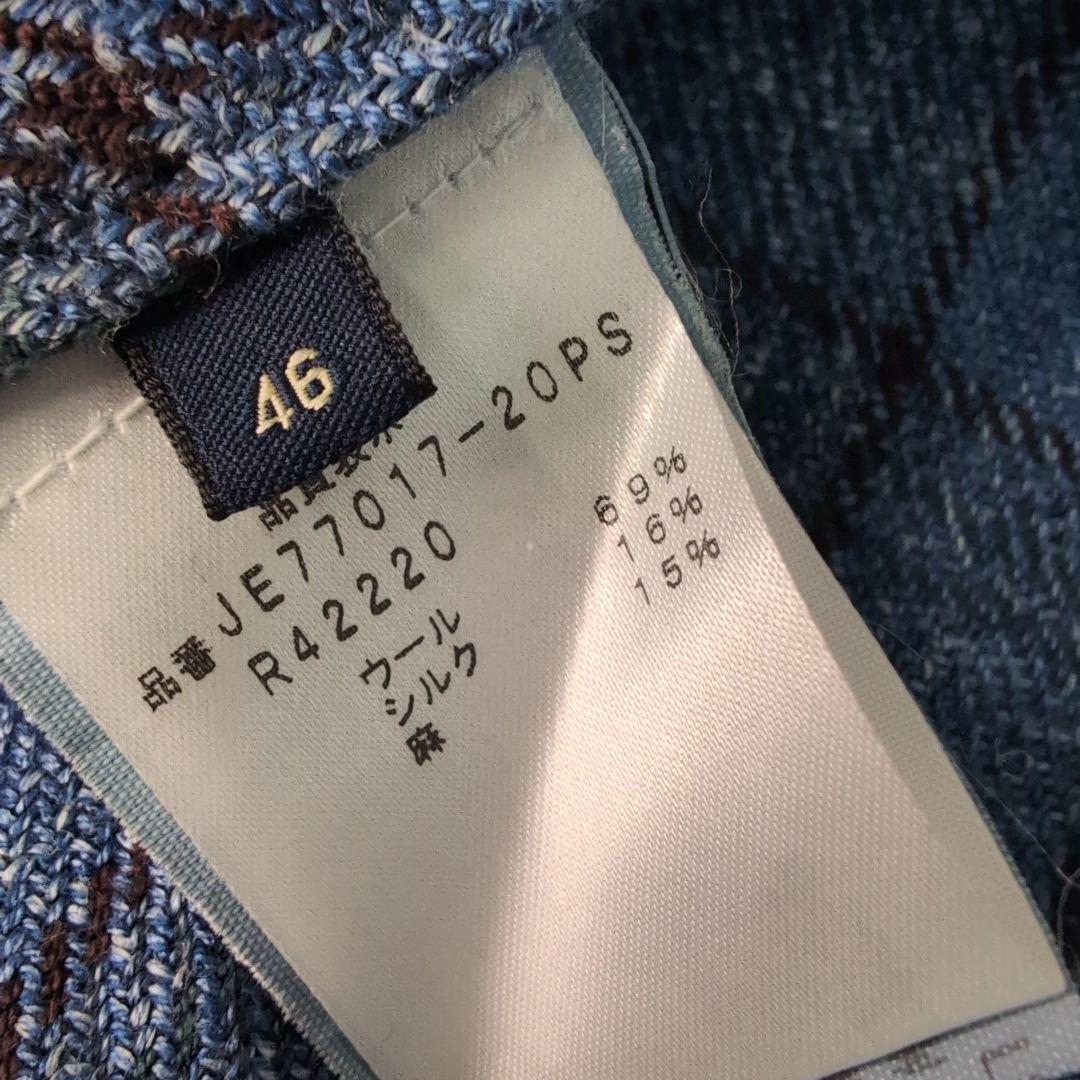 46
品質表示
品番 JE77017-20PS
R42220
ウール 69%
シルク 16%
麻 15%